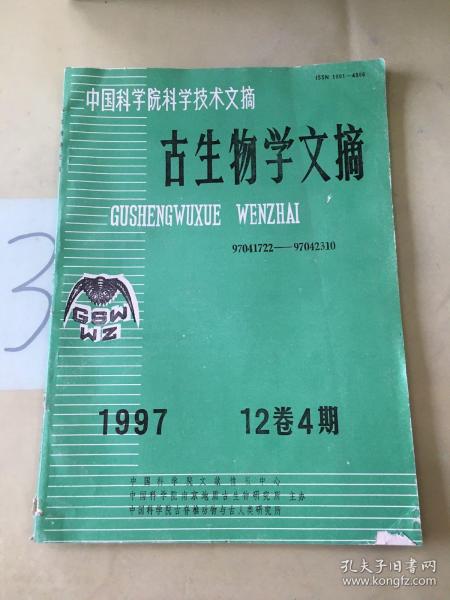 ISSN 1001-4306
中国科学院科学技术文摘
古生物学文摘
GUSHENGWUXUE WENZHAI
97041722——97042310
GSW
WZ
3
1997 12卷4期
中国科学院文献情报中心
中国科学院南京地质古生物研究所 主办
中国科学院古脊椎动物与古人类研究所
孔夫子旧书网
www.kongfz.com